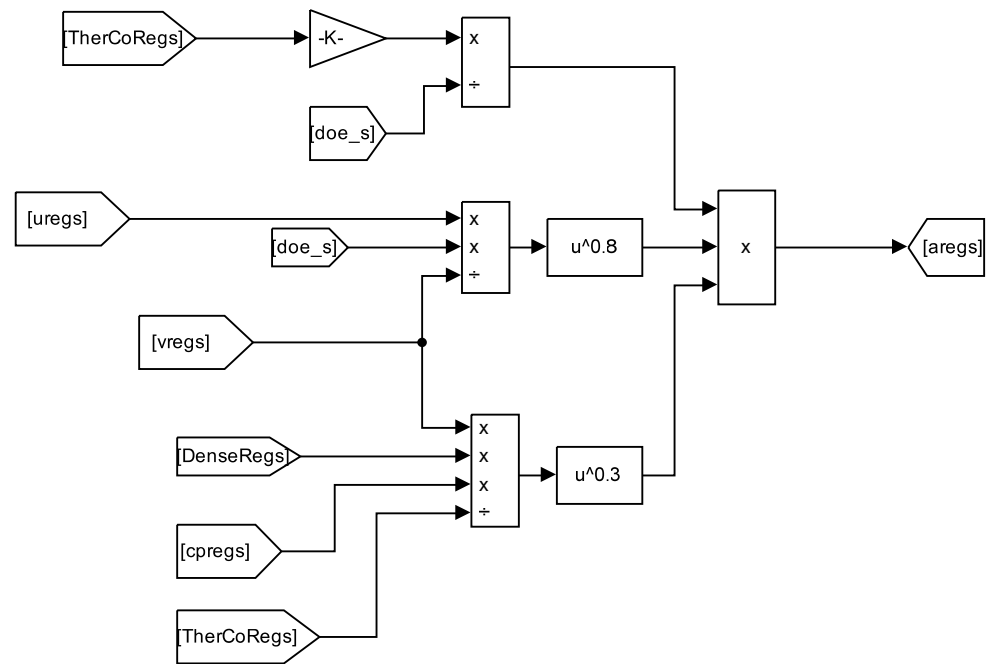 [TherCoRegs]
-K-
x
÷
[doe_s]
[uregs]
[doe_s]
x
x
÷
u^0.8
x
[aregs]
[vregs]
[DenseRegs]
[cpregs]
[TherCoRegs]
x
x
x
÷
u^0.3